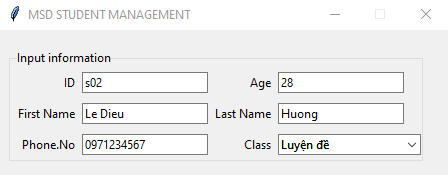 MSD STUDENT MANAGEMENT
Input information
ID s02 Age 28
First Name Le Dieu Last Name Huong
Phone.No 0971234567 Class Luyện đề